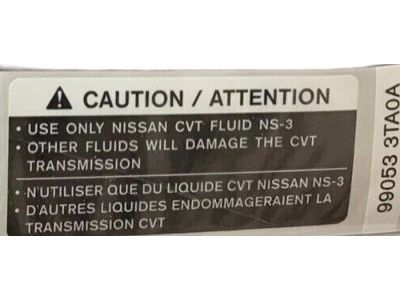 ⚠ CAUTION / ATTENTION
• USE ONLY NISSAN CVT FLUID NS-3
• OTHER FLUIDS WILL DAMAGE THE CVT
TRANSMISSION
• N'UTILISER QUE DU LIQUIDE CVT NISSAN NS-3
• D'AUTRES LIQUIDES ENDOMMAGERAIENT LA
TRANSMISSION CVT
99053 3TA0A